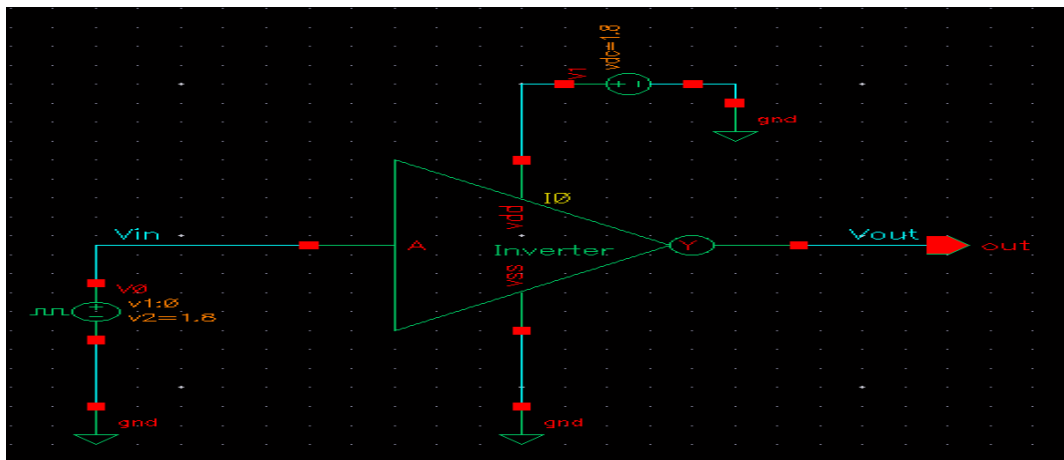 vdc=1.8
V1
gnd
I0
vdd
Vin
A
Inverter
Y
Vout
out
vss
V0
v1:0
v2=1.8
gnd
gnd